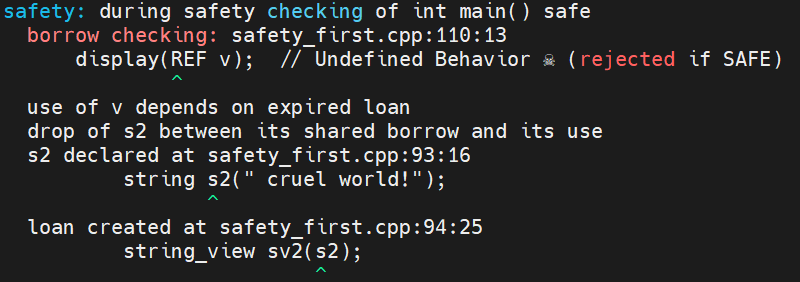 safety: during safety checking of int main() safe
borrow checking: safety_first.cpp:110:13
display(REF v);  // Undefined Behavior ☠ (rejected if SAFE)
^
use of v depends on expired loan
drop of s2 between its shared borrow and its use
s2 declared at safety_first.cpp:93:16
string s2(" cruel world!");
^
loan created at safety_first.cpp:94:25
string_view sv2(s2);
^